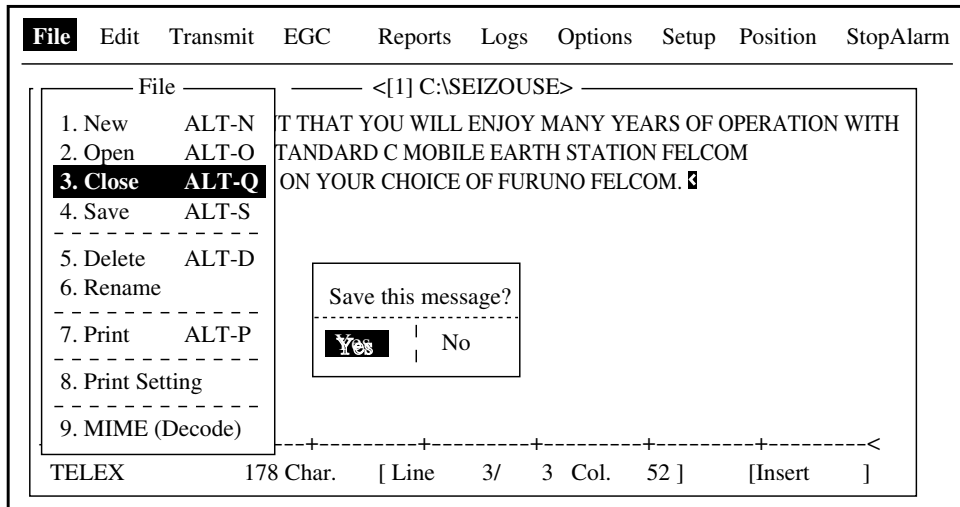 File Edit Transmit EGC Reports Logs Options Setup Position StopAlarm
File
<[1] C:\SEIZOUSE>
1. New ALT-N
2. Open ALT-O
3. Close ALT-Q
4. Save ALT-S
5. Delete ALT-D
6. Rename
7. Print ALT-P
8. Print Setting
9. MIME (Decode)
T THAT YOU WILL ENJOY MANY YEARS OF OPERATION WITH
TANDARD C MOBILE EARTH STATION FELCOM
ON YOUR CHOICE OF FURUNO FELCOM.
Save this message?
Yes No
TELEX 178 Char. [ Line 3/ 3 Col. 52 ] [Insert ]